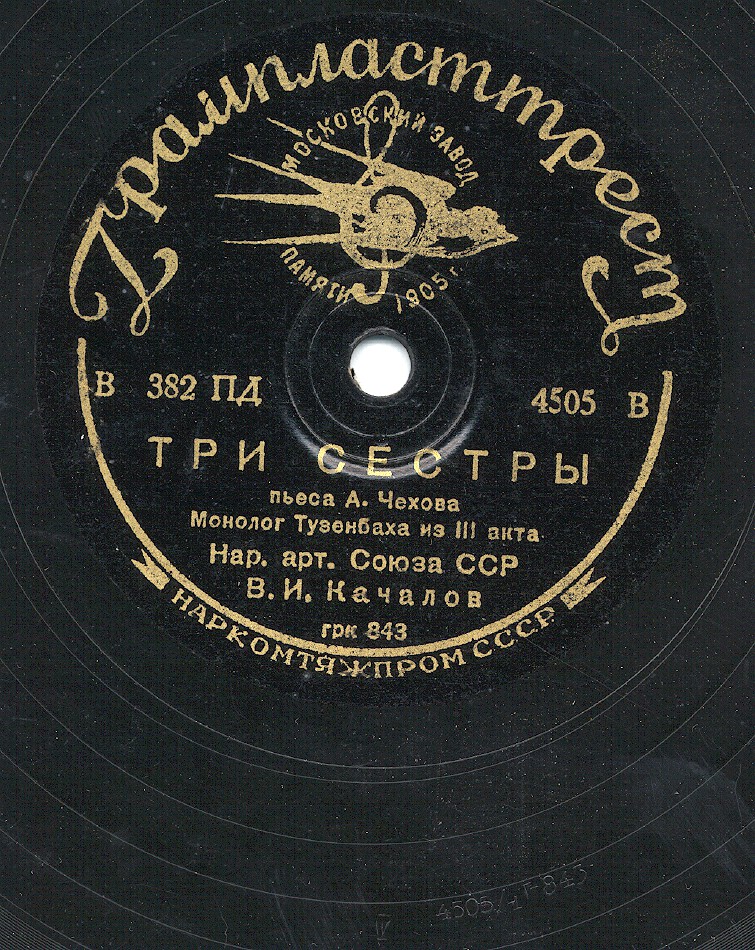 Грампласттрест
МОСКОВСКИЙ ЗАВОД
ПАМЯТИ 1905 г.
В 382 ПД
4505 В
ТРИ СЕСТРЫ
пьеса А. Чехова
Монолог Тузенбаха из III акта
Нар. арт. Союза ССР
В. И. Качалов
грк 843
НАРКОМТЯЖПРОМ СССР